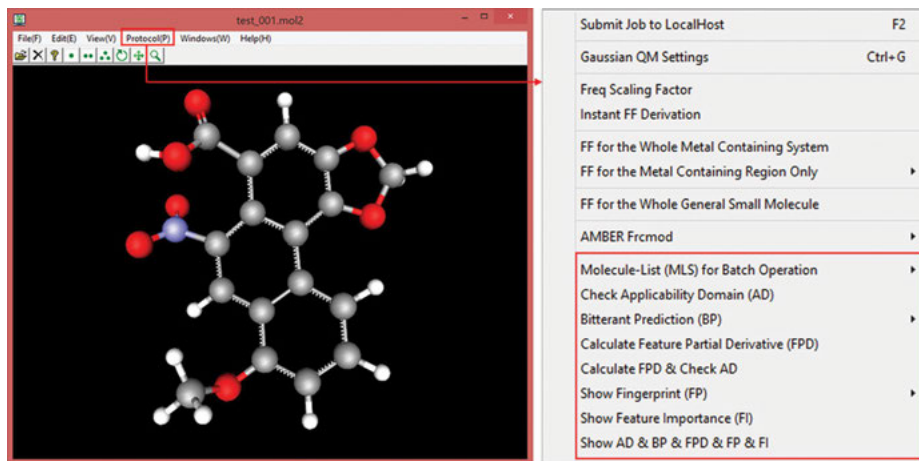 test_001.mol2
File(F) Edit(E) View(V) Protocol(P) Windows(W) Help(H)
Submit Job to LocalHost F2
Gaussian QM Settings Ctrl+G
Freq Scaling Factor
Instant FF Derivation
FF for the Whole Metal Containing System
FF for the Metal Containing Region Only
FF for the Whole General Small Molecule
AMBER Frcmod
Molecule-List (MLS) for Batch Operation
Check Applicability Domain (AD)
Bitterant Prediction (BP)
Calculate Feature Partial Derivative (FPD)
Calculate FPD & Check AD
Show Fingerprint (FP)
Show Feature Importance (FI)
Show AD & BP & FPD & FP & FI